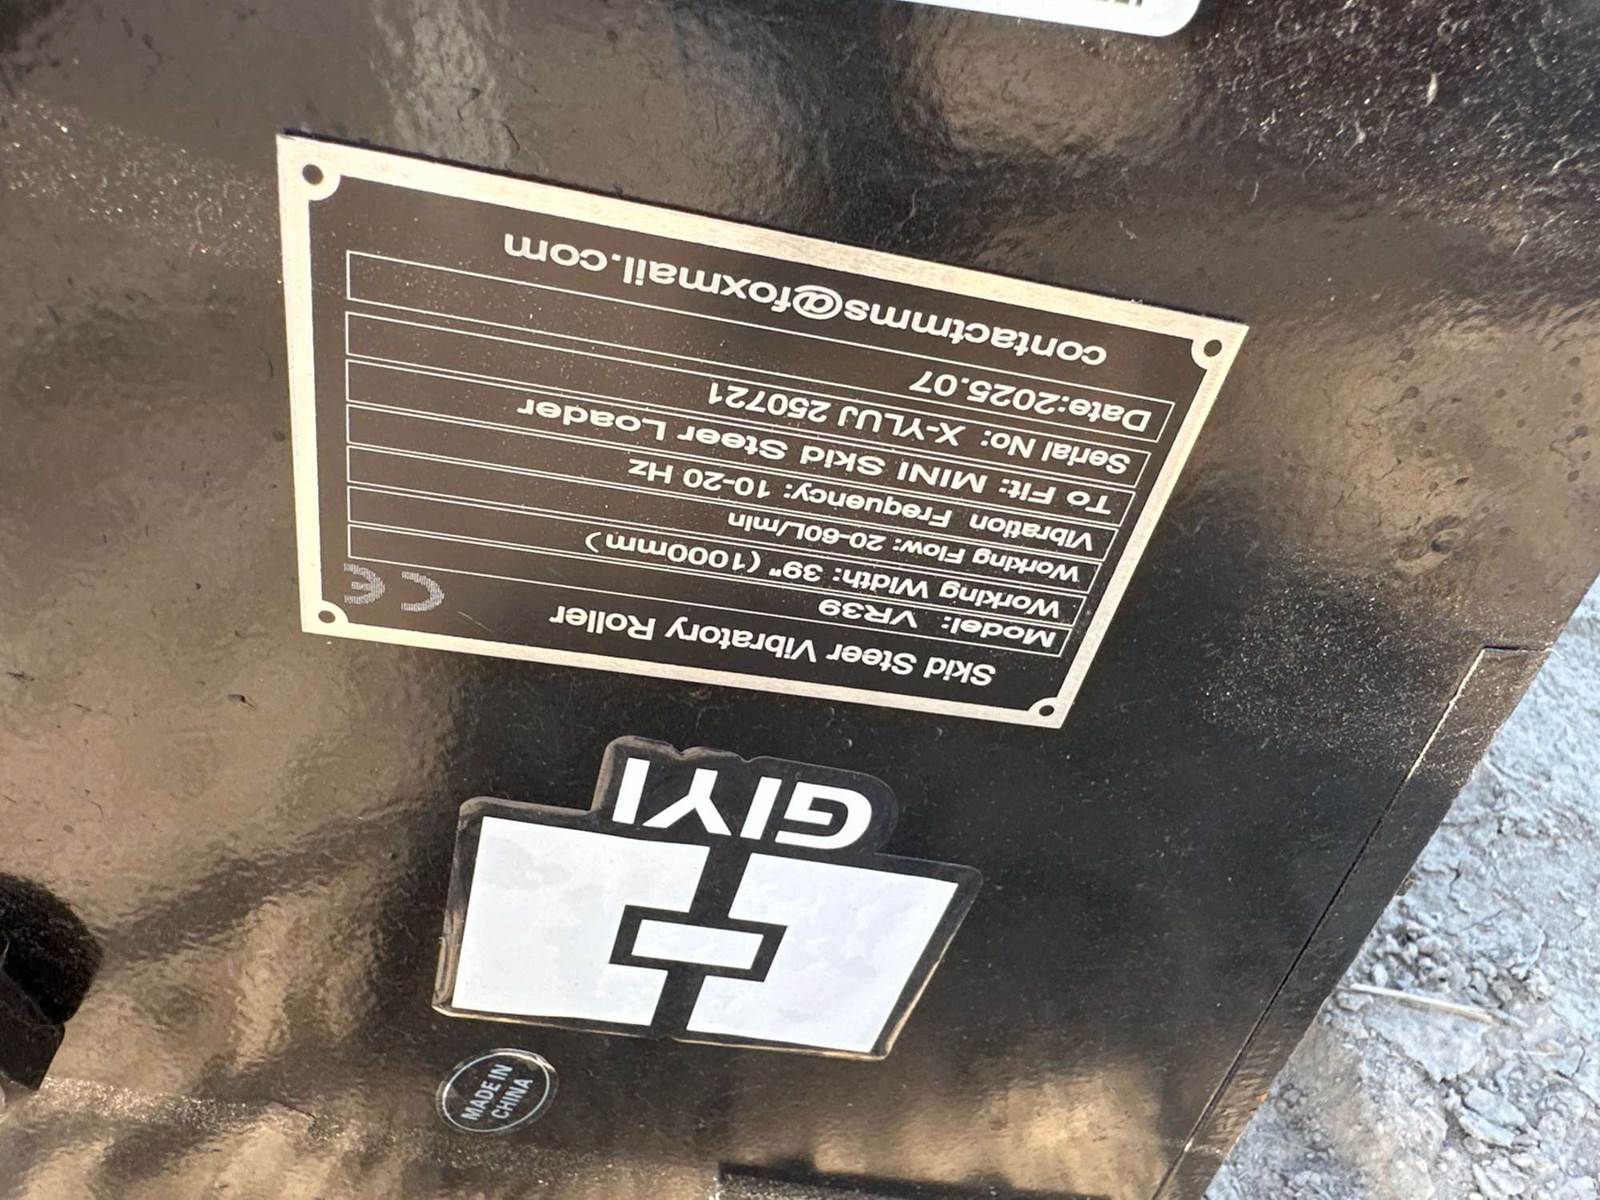 Skid Steer Vibratory Roller
CE
Model: VR39
Working Width: 39" (1000mm)
Working Flow: 20-60L/min
Vibration Frequency: 10-20 Hz
To Fit: MINI Skid Steer Loader
Serial No: X-YLUJ 250721
Date:2025.07
contactmms@foxmail.com
GIYI
MADE IN
CHINA